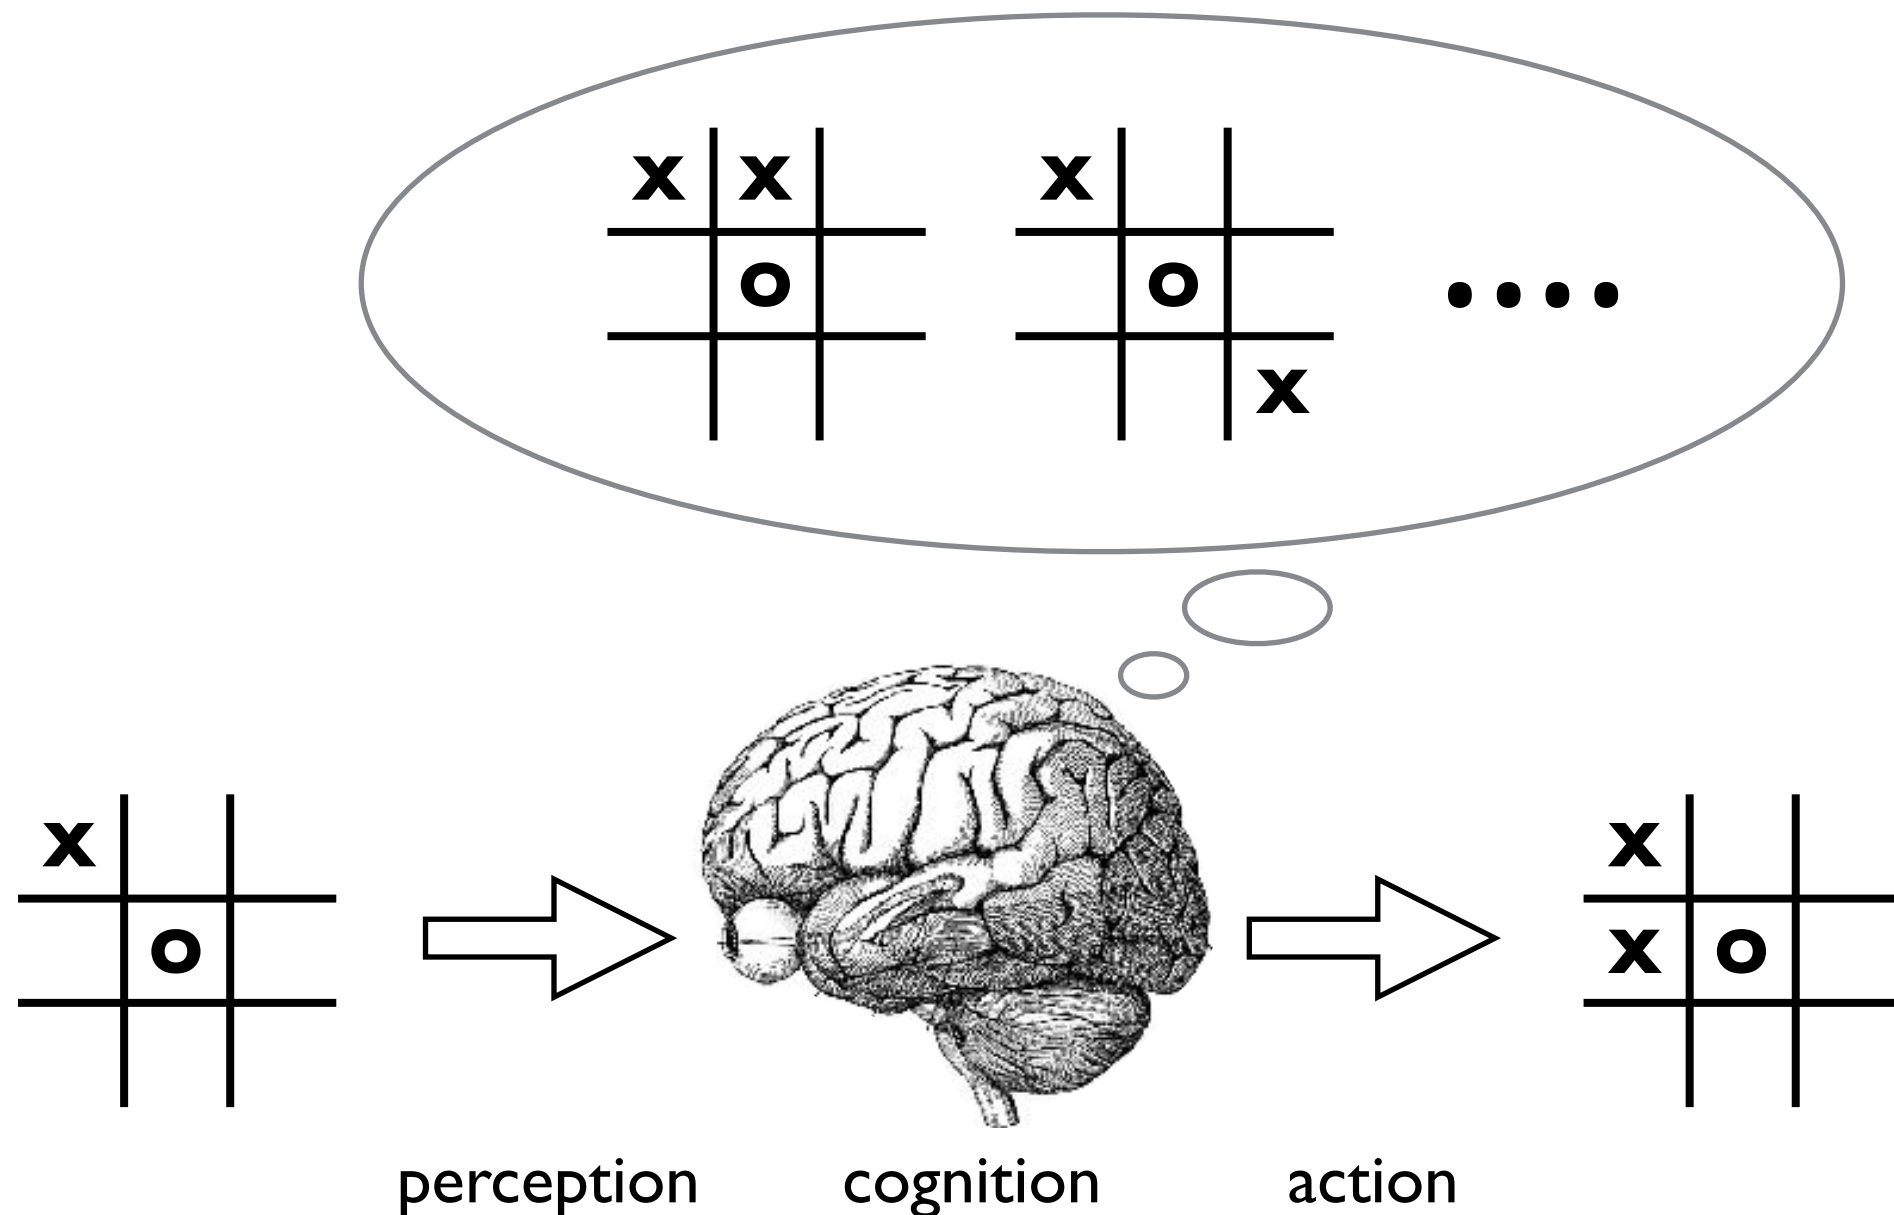 x x x
o o
x
x x
o x o
perception cognition action